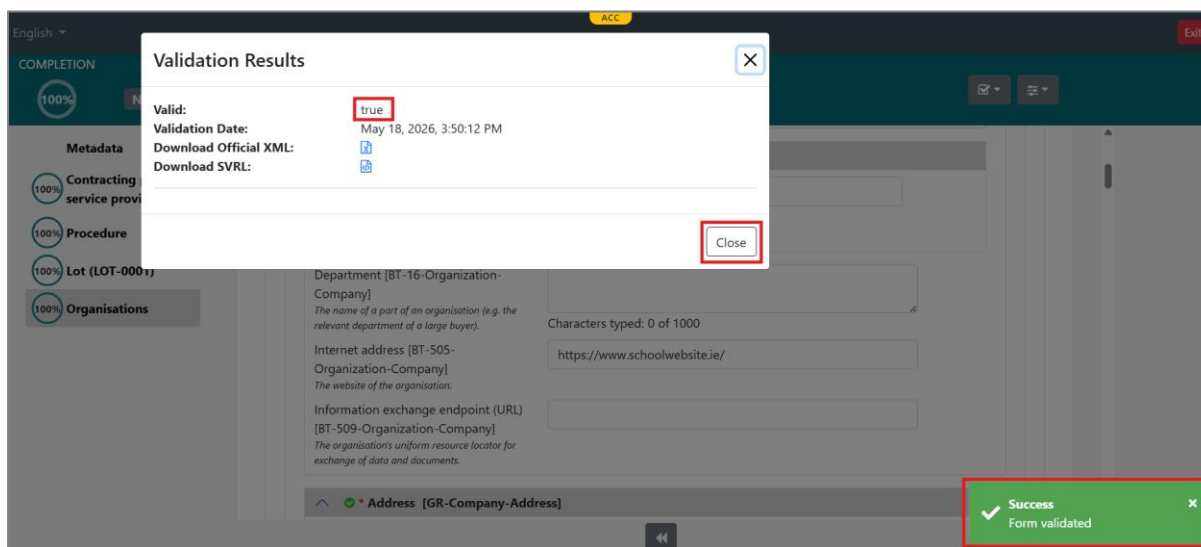 ACC
English
Exit
COMPLETION
100%
N
Validation Results
Valid: true
Validation Date: May 18, 2026, 3:50:12 PM
Download Official XML:
Download SVRL:
Close
Metadata
100% Contracting
service provi
100% Procedure
100% Lot (LOT-0001)
100% Organisations
Department [BT-16-Organization-
Company]
The name of a part of an organisation (e.g. the
relevant department of a large buyer).
Characters typed: 0 of 1000
Internet address [BT-505-
Organization-Company]
The website of the organisation.
https://www.schoolwebsite.ie/
Information exchange endpoint (URL)
[BT-509-Organization-Company]
The organisation's uniform resource locator for
exchange of data and documents.
* Address [GR-Company-Address]
Success
Form validated